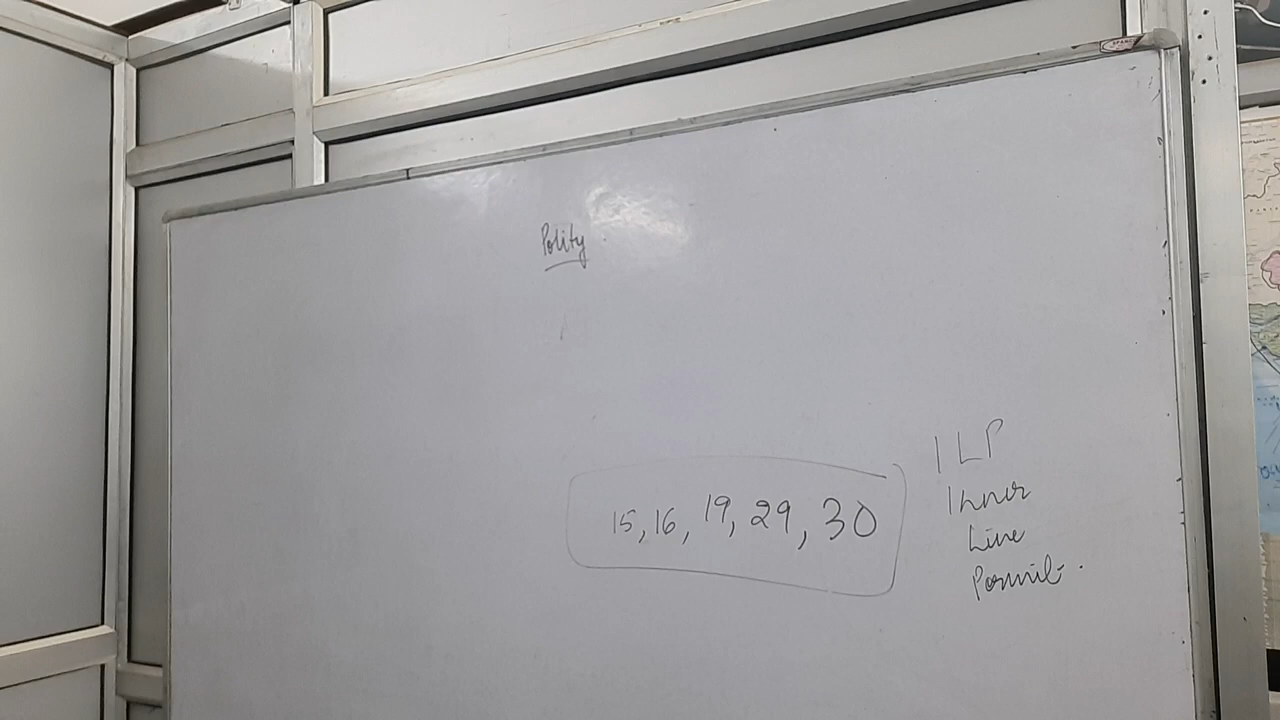 Polity
15, 16, 19, 29, 30
ILP
Inner
Line
Permit.